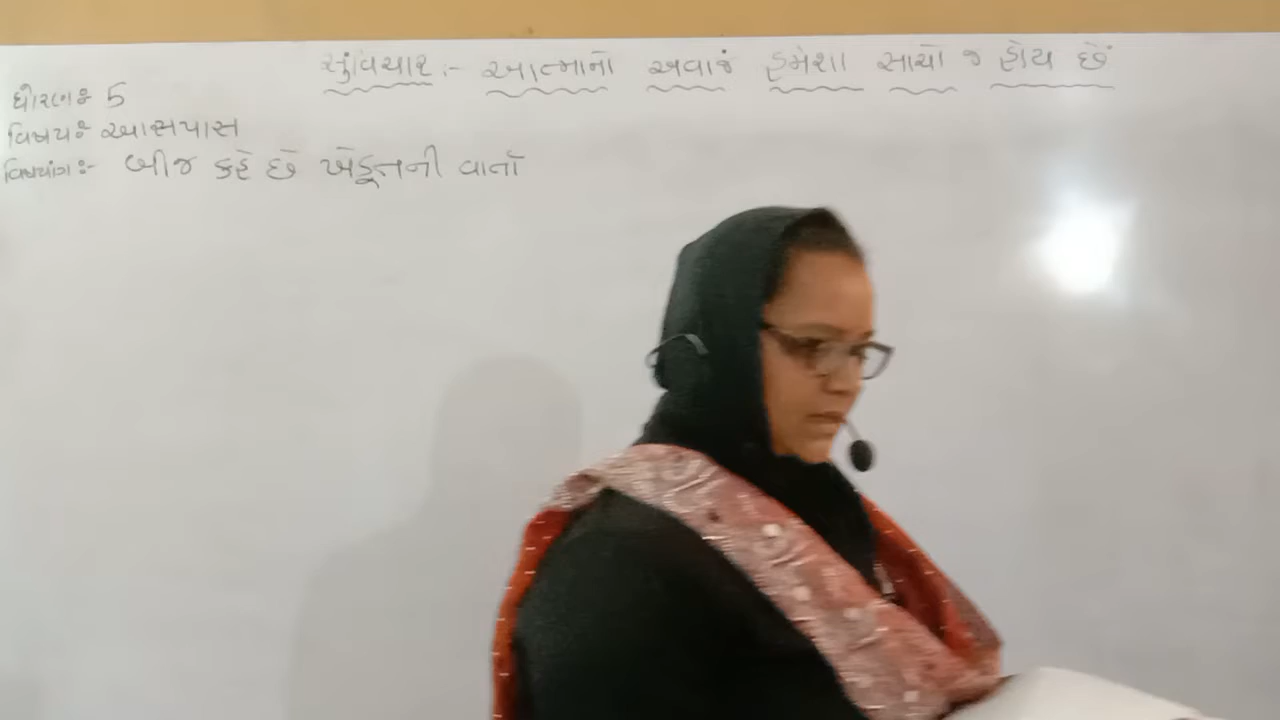 સુંવિચાર :- આત્માનો અવાજ હંમેશા સાચો જ હોય છે
ધોરણઃ 5
વિષયઃ આસપાસ
વિષયાંગ :- બીજ કહે છે ખેડૂતની વાર્તા